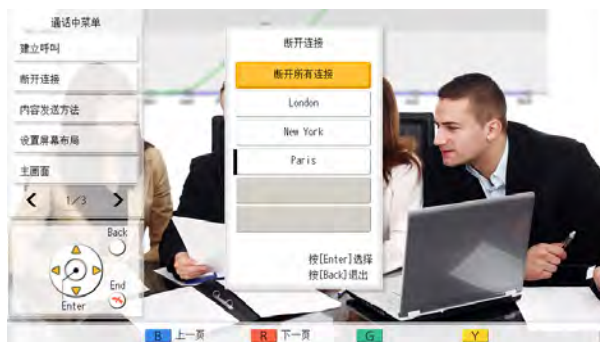 通话中菜单
建立呼叫
断开连接
内容发送方法
设置屏幕布局
主画面
1/3
Back
End
Enter
断开连接
断开所有连接
London
New York
Paris
按[Enter]选择
按[Back]退出
B 上一页 R 下一页 G Y